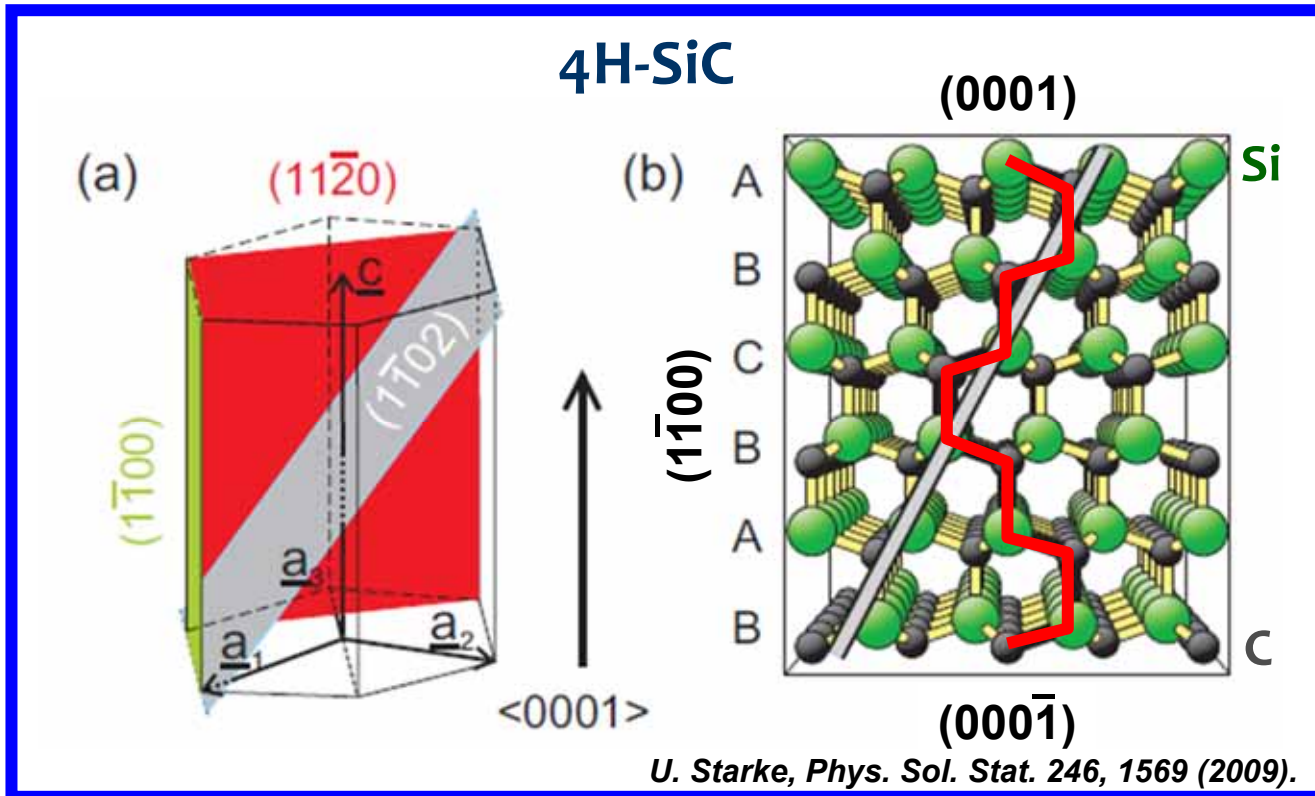 4H-SiC
(a)
(112̅0)
c
(11̅02)
(11̅00)
a₃
a₁
a₂
<0001>
(b)
(0001)
Si
A
B
C
B
A
B
(11̅00)
C
(0001̅)
U. Starke, Phys. Sol. Stat. 246, 1569 (2009).